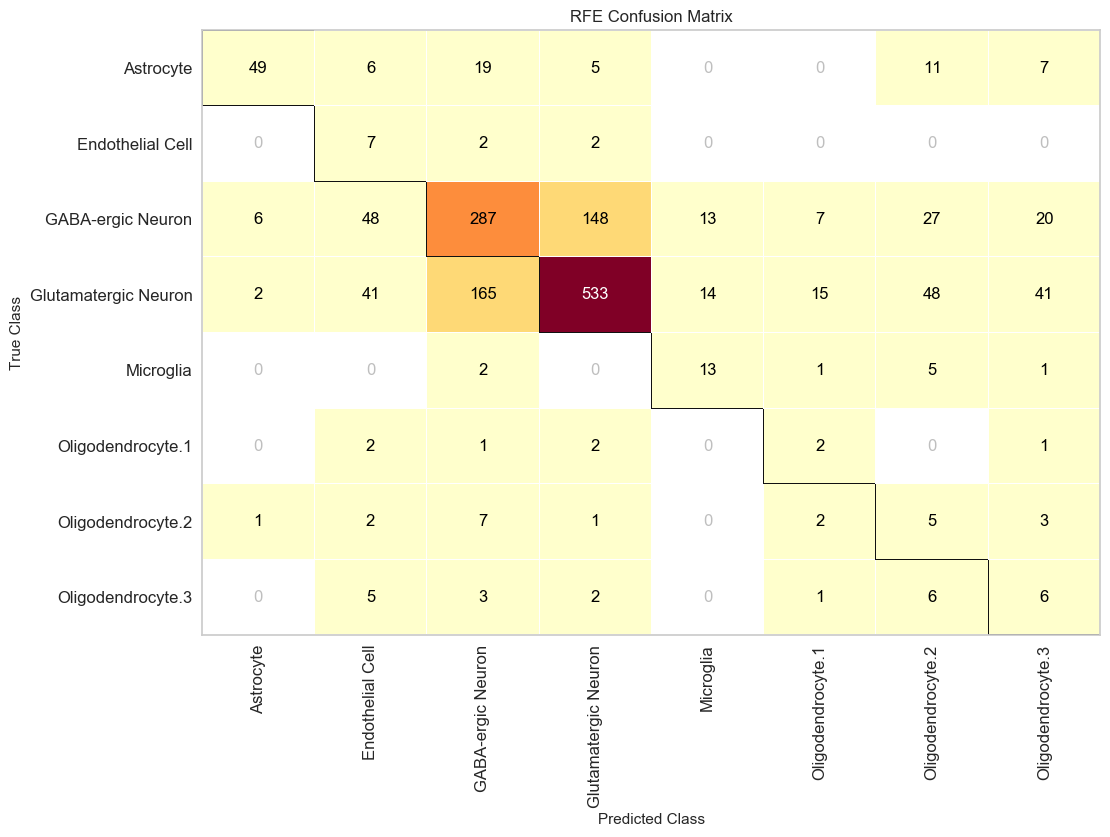 RFE Confusion Matrix
True Class
Astrocyte 49 6 19 5 0 0 11 7
Endothelial Cell 0 7 2 2 0 0 0 0
GABA-ergic Neuron 6 48 287 148 13 7 27 20
Glutamatergic Neuron 2 41 165 533 14 15 48 41
Microglia 0 0 2 0 13 1 5 1
Oligodendrocyte.1 0 2 1 2 0 2 0 1
Oligodendrocyte.2 1 2 7 1 0 2 5 3
Oligodendrocyte.3 0 5 3 2 0 1 6 6
Astrocyte
Endothelial Cell
GABA-ergic Neuron
Glutamatergic Neuron
Microglia
Oligodendrocyte.1
Oligodendrocyte.2
Oligodendrocyte.3
Predicted Class